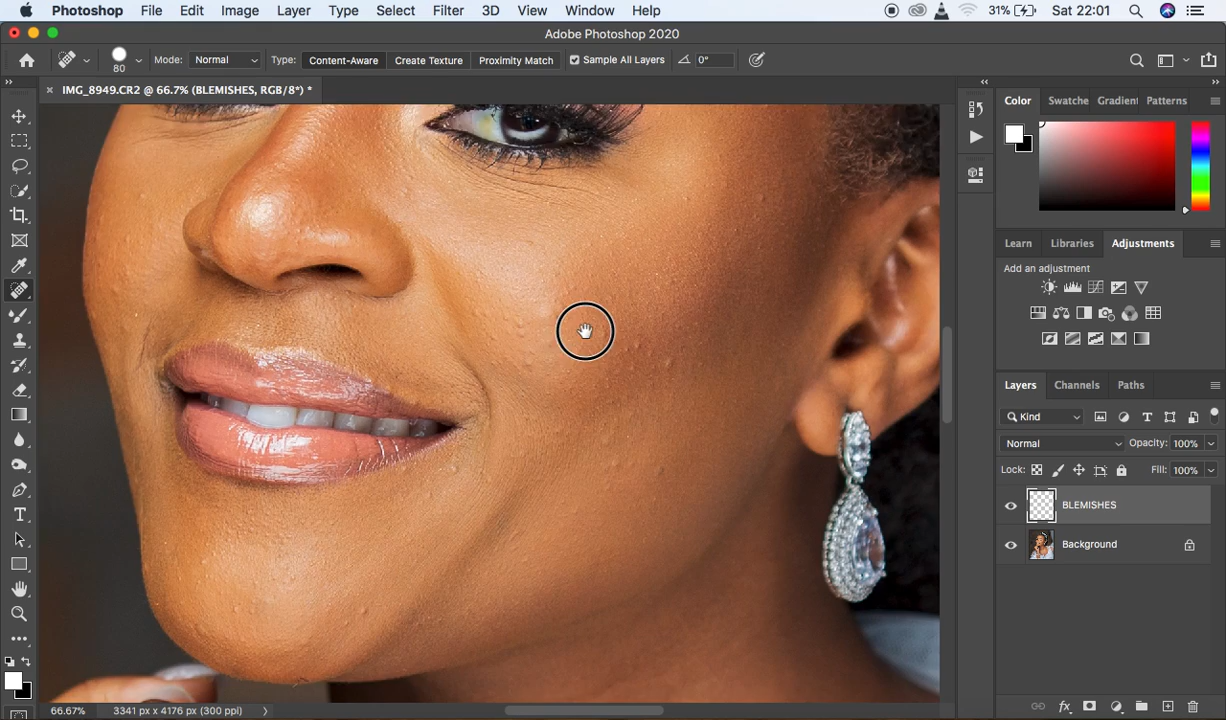 Photoshop File Edit Image Layer Type Select Filter 3D View Window Help 31% Sat 22:01
Adobe Photoshop 2020
80 Mode: Normal Type: Content-Aware Create Texture Proximity Match Sample All Layers 0°
IMG_8949.CR2 @ 66.7% (BLEMISHES, RGB/8*) *
Color Swatche Gradient Patterns
Learn Libraries Adjustments
Add an adjustment
Layers Channels Paths
Kind
Normal Opacity: 100%
Lock: Fill: 100%
BLEMISHES
Background
66.67% 3341 px x 4176 px (300 ppi)